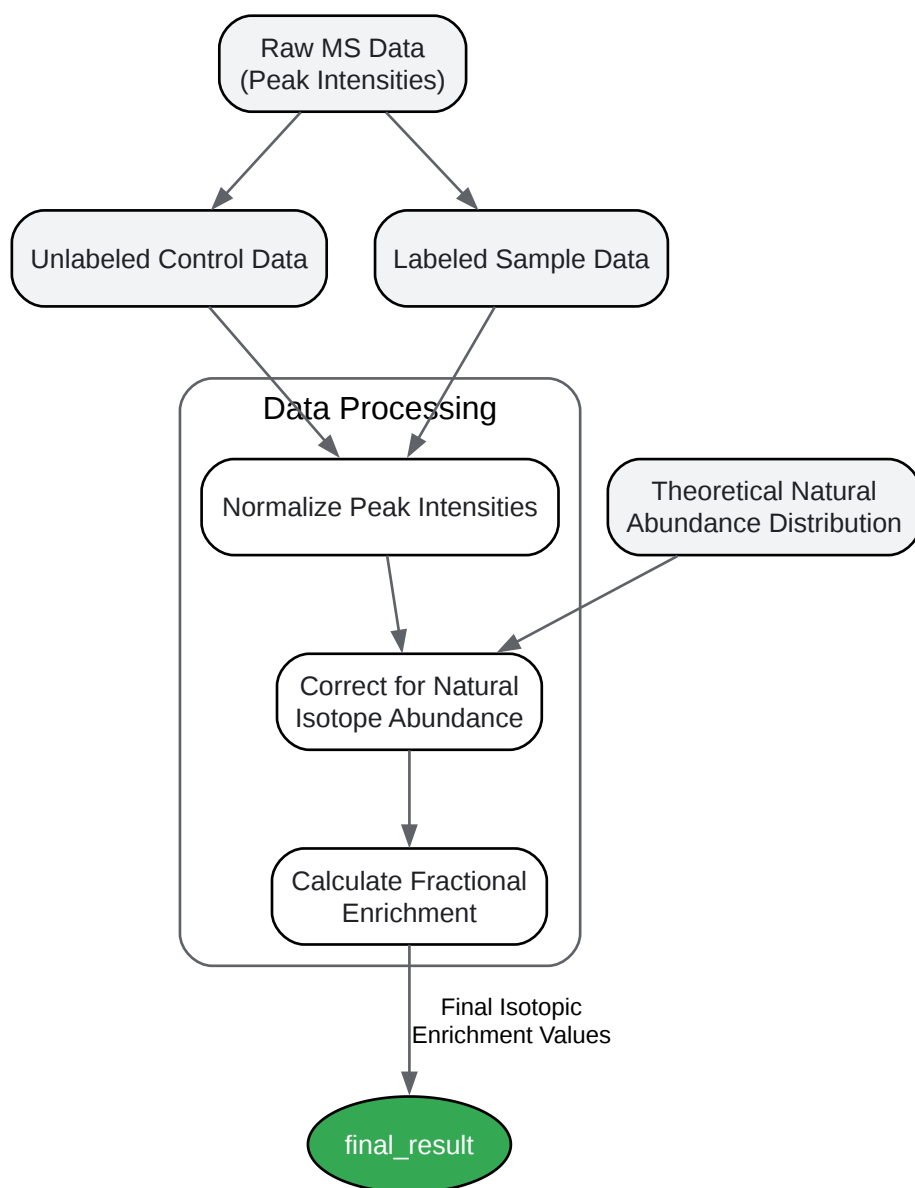 Raw MS Data
(Peak Intensities)
Unlabeled Control Data
Labeled Sample Data
Data Processing
Normalize Peak Intensities
Theoretical Natural
Abundance Distribution
Correct for Natural
Isotope Abundance
Calculate Fractional
Enrichment
Final Isotopic
Enrichment Values
final_result